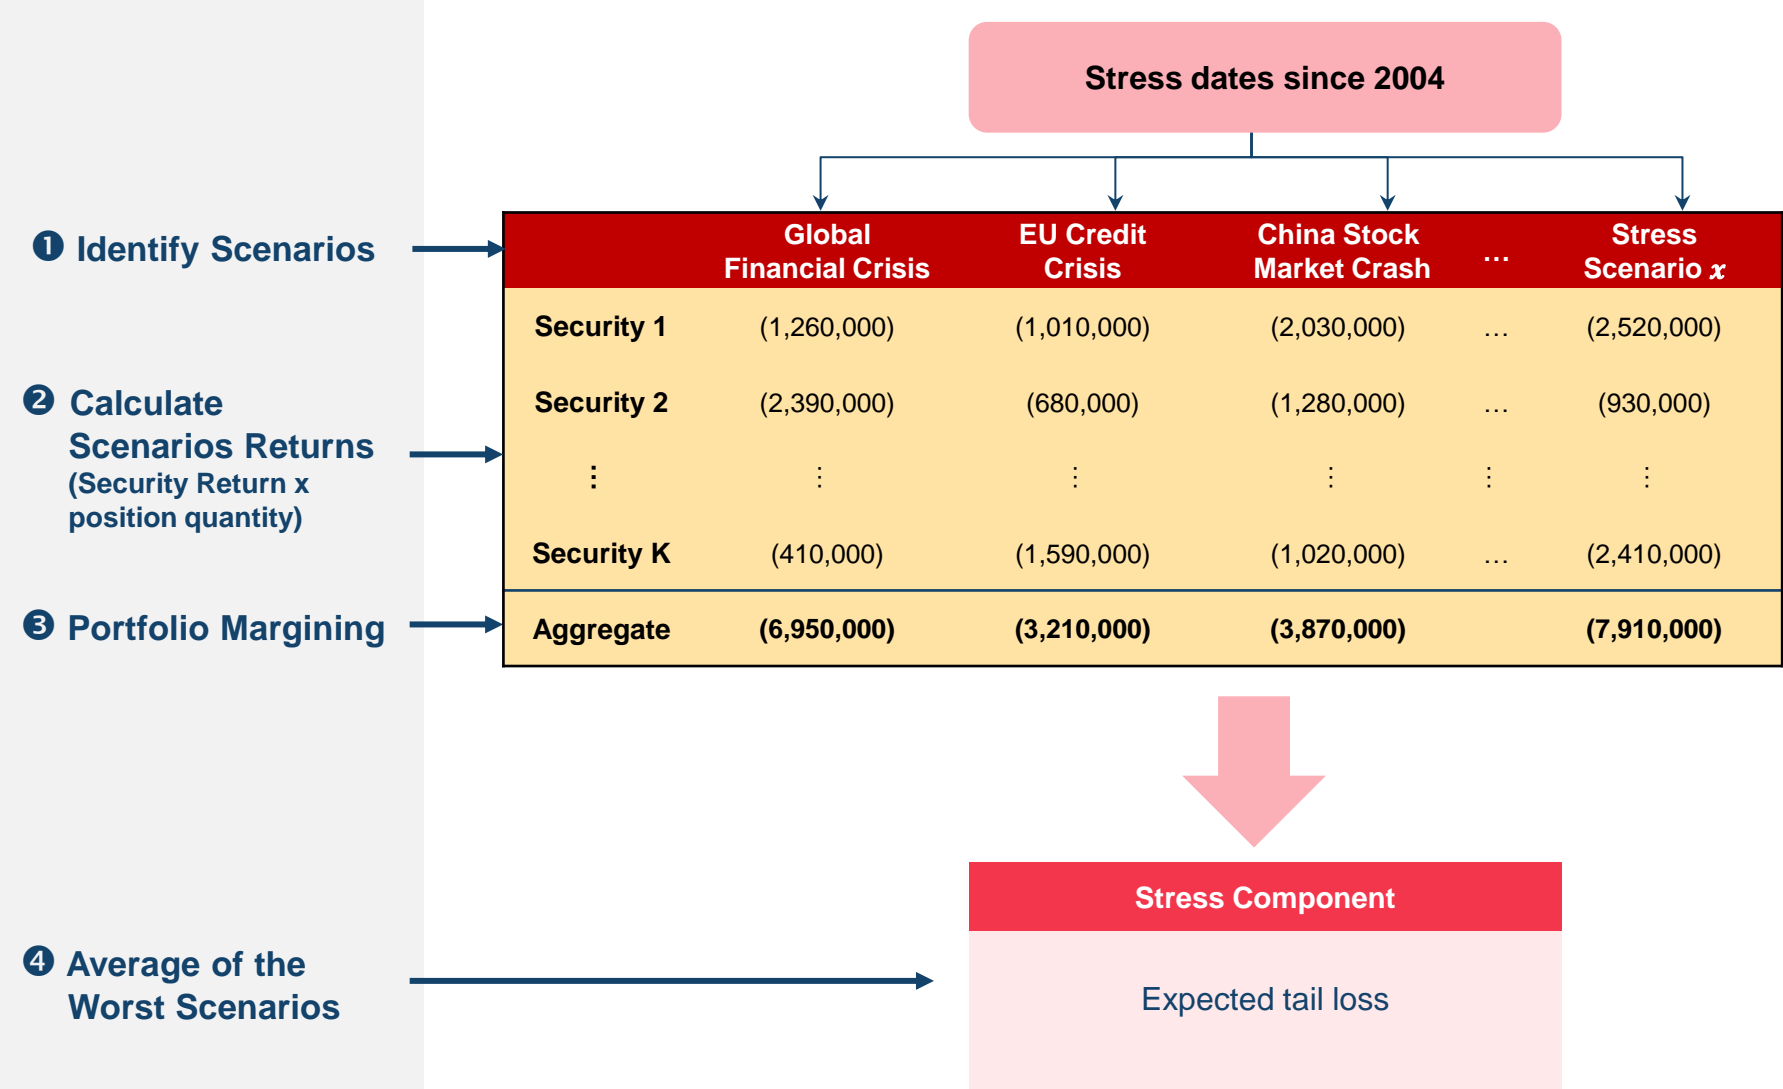 Stress dates since 2004
❶ Identify Scenarios
Global EU Credit China Stock … Stress
Financial Crisis Crisis Market Crash Scenario x
Security 1 (1,260,000) (1,010,000) (2,030,000) … (2,520,000)
❷ Calculate
Scenarios Returns
(Security Return x
position quantity)
Security 2 (2,390,000) (680,000) (1,280,000) … (930,000)
⋮ ⋮ ⋮ ⋮ ⋮ ⋮
Security K (410,000) (1,590,000) (1,020,000) … (2,410,000)
❸ Portfolio Margining
Aggregate (6,950,000) (3,210,000) (3,870,000) (7,910,000)
Stress Component
❹ Average of the
Worst Scenarios
Expected tail loss